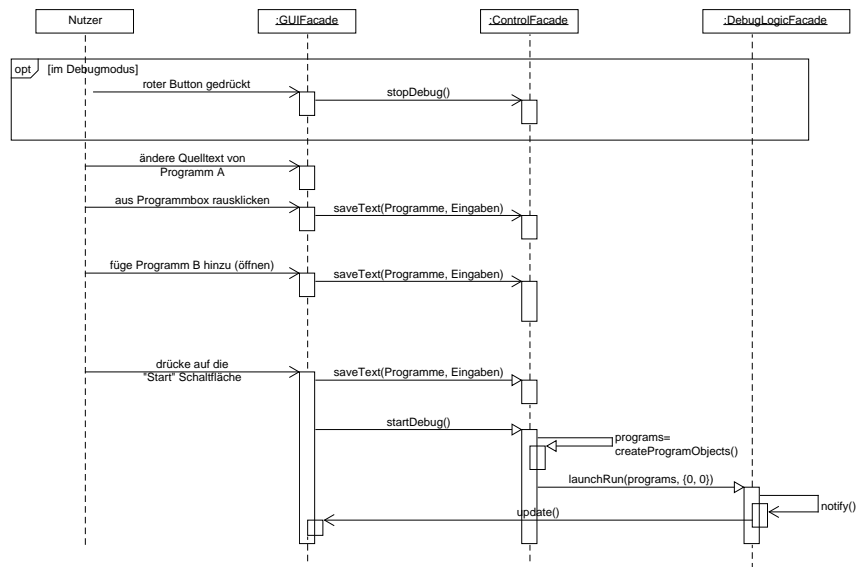 Nutzer
:GUIFacade
:ControlFacade
:DebugLogicFacade
opt
[im Debugmodus]
roter Button gedrückt
stopDebug()
ändere Quelltext von
Programm A
aus Programmbox rausklicken
saveText(Programme, Eingaben)
füge Programm B hinzu (öffnen)
saveText(Programme, Eingaben)
drücke auf die
"Start" Schaltfläche
saveText(Programme, Eingaben)
startDebug()
programs=
createProgramObjects()
launchRun(programs, {0, 0})
notify()
update()